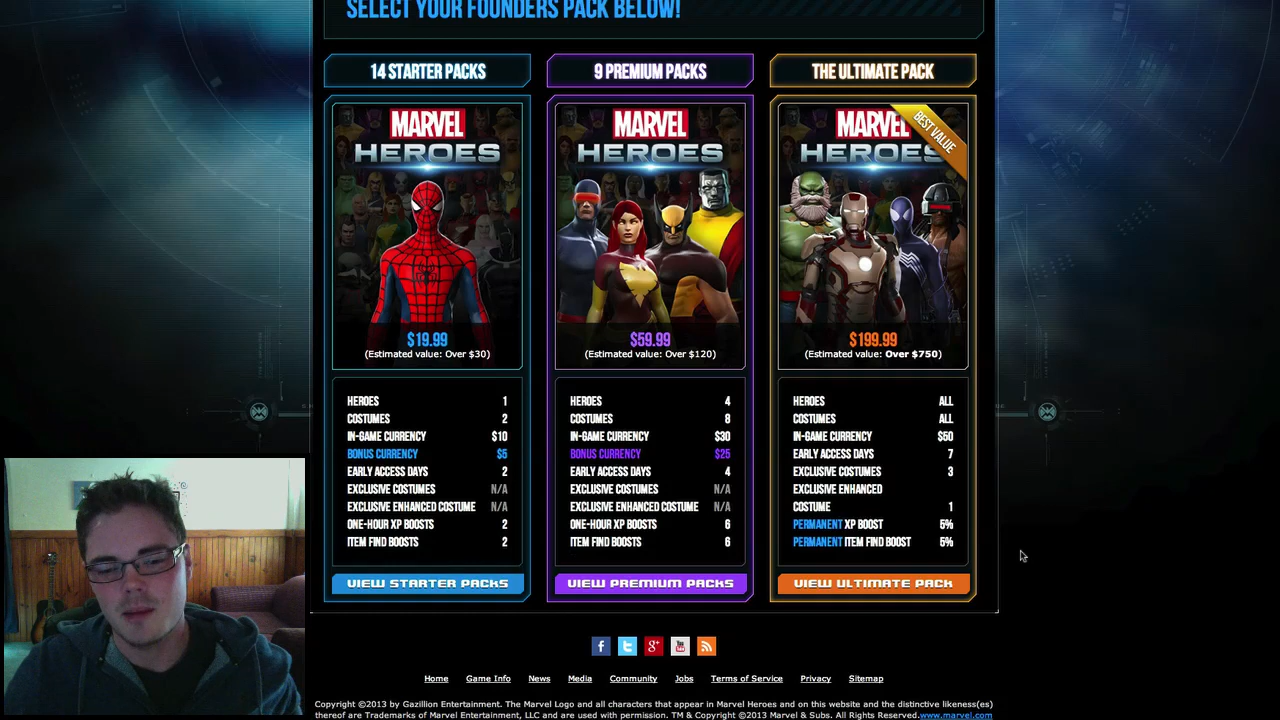 SELECT YOUR FOUNDERS PACK BELOW!
14 STARTER PACKS
MARVEL
HEROES
$19.99
(Estimated value: Over $30)
HEROES 1
COSTUMES 2
IN-GAME CURRENCY $10
BONUS CURRENCY $5
EARLY ACCESS DAYS 2
EXCLUSIVE COSTUMES N/A
EXCLUSIVE ENHANCED COSTUME N/A
ONE-HOUR XP BOOSTS 2
ITEM FIND BOOSTS 2
VIEW STARTER PACKS
9 PREMIUM PACKS
MARVEL
HEROES
$59.99
(Estimated value: Over $120)
HEROES 4
COSTUMES 8
IN-GAME CURRENCY $30
BONUS CURRENCY $25
EARLY ACCESS DAYS 4
EXCLUSIVE COSTUMES N/A
EXCLUSIVE ENHANCED COSTUME N/A
ONE-HOUR XP BOOSTS 6
ITEM FIND BOOSTS 6
VIEW PREMIUM PACKS
THE ULTIMATE PACK
MARVEL
HEROES
BEST VALUE
$199.99
(Estimated value: Over $750)
HEROES ALL
COSTUMES ALL
IN-GAME CURRENCY $50
EARLY ACCESS DAYS 7
EXCLUSIVE COSTUMES 3
EXCLUSIVE ENHANCED
COSTUME 1
PERMANENT XP BOOST 5%
PERMANENT ITEM FIND BOOST 5%
VIEW ULTIMATE PACK
Home Game Info News Media Community Jobs Terms of Service Privacy Sitemap
Copyright ©2013 by Gazillion Entertainment. The Marvel Logo and all characters that appear in Marvel Heroes and on this website and the distinctive likeness(es)
thereof are Trademarks of Marvel Entertainment, LLC and are used with permission. TM & Copyright ©2013 Marvel & Subs. All Rights Reserved.www.marvel.com